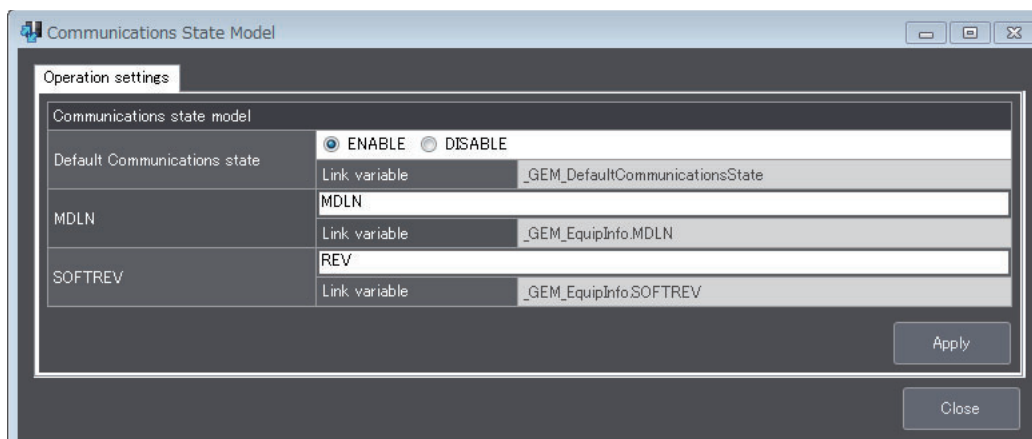 Communications State Model
Operation settings
Communications state model
Default Communications state
ENABLE DISABLE
Link variable _GEM_DefaultCommunicationsState
MDLN
MDLN
Link variable _GEM_EquipInfo.MDLN
SOFTREV
REV
Link variable _GEM_EquipInfo.SOFTREV
Apply
Close